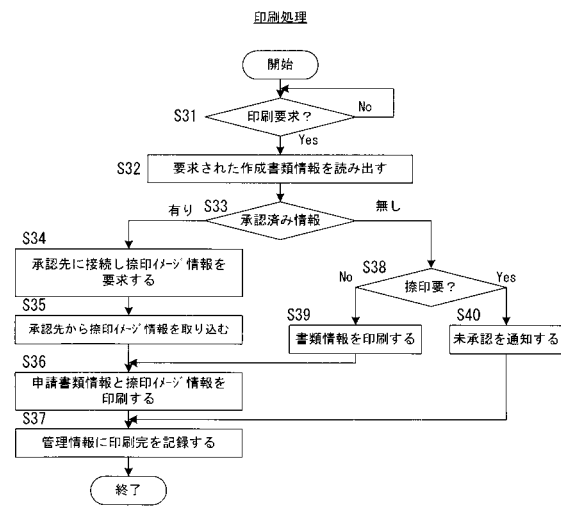 印刷処理
開始
S31
印刷要求?
No
Yes
S32
要求された作成書類情報を読み出す
S33
有り
承認済み情報
無し
S34
承認先に接続し捺印イメージ情報を
要求する
S38
No
捺印要?
Yes
S35
承認先から捺印イメージ情報を取り込む
S39
書類情報を印刷する
S40
未承認を通知する
S36
申請書類情報と捺印イメージ情報を
印刷する
S37
管理情報に印刷完を記録する
終了